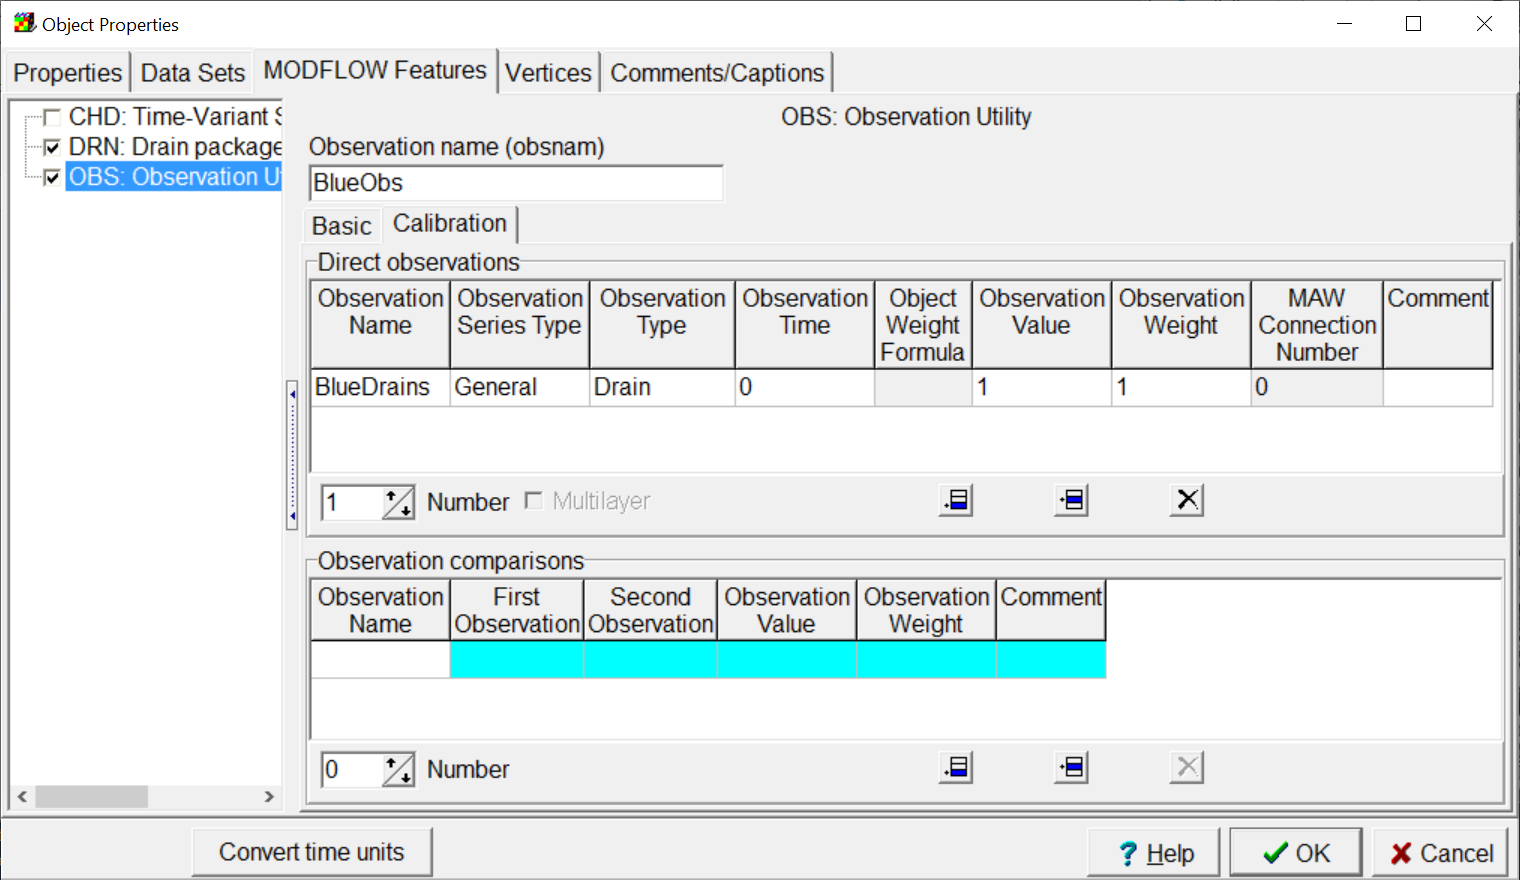 Object Properties
Properties Data Sets MODFLOW Features Vertices Comments/Captions
CHD: Time-Variant S
DRN: Drain package
OBS: Observation Ut
OBS: Observation Utility
Observation name (obsnam)
BlueObs
Basic Calibration
Direct observations
Observation Name Observation Series Type Observation Type Observation Time Object Weight Formula Observation Value Observation Weight MAW Connection Number Comment
BlueDrains General Drain 0 1 1 0
1 Number Multilayer
Observation comparisons
Observation Name First Observation Second Observation Observation Value Observation Weight Comment
0 Number
Convert time units
? Help OK Cancel